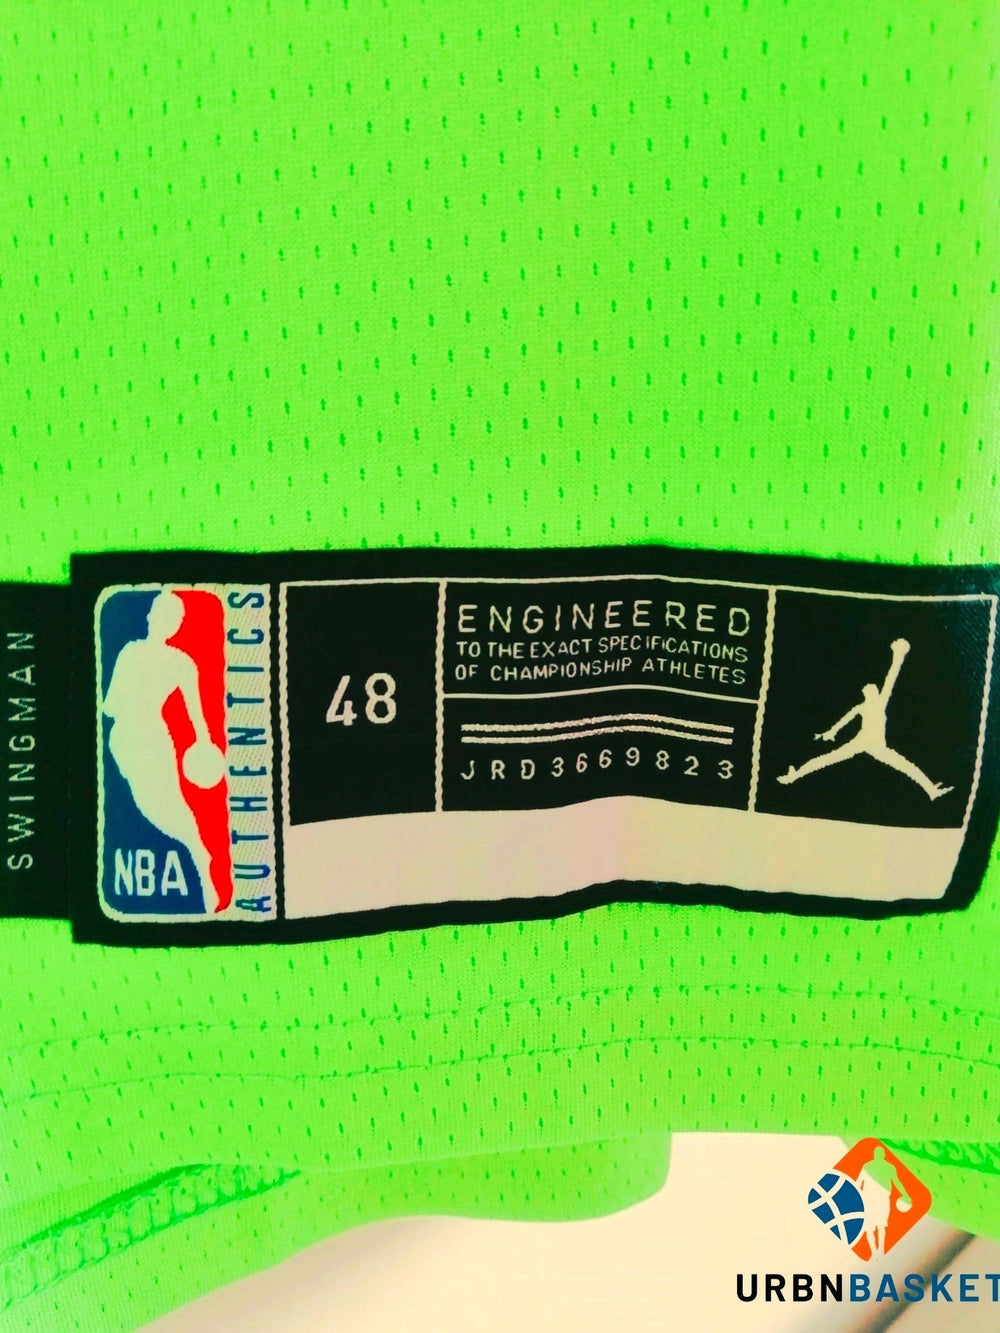 SWINGMAN
NBA
AUTHENTICS
48
ENGINEERED
TO THE EXACT SPECIFICATIONS
OF CHAMPIONSHIP ATHLETES
JRD3669823
URBNBASKET